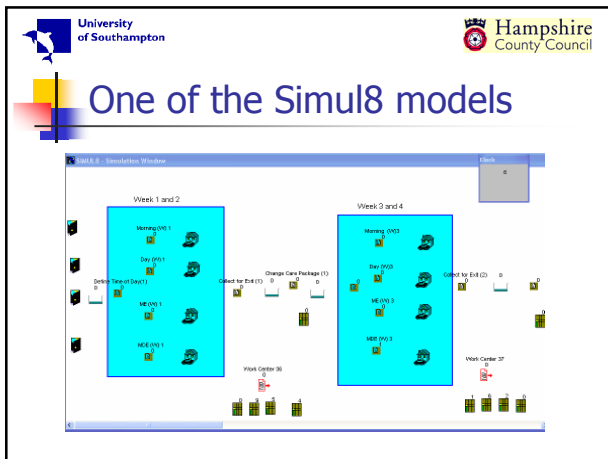 University
of Southampton
Hampshire
County Council
One of the Simul8 models
SIMUL8 - Simulation Window
Clock
Week 1 and 2
Week 3 and 4
Morning (W) 1
Morning (W)3
Day (W) 1
Day (W)3
Define Time of Day(1)
Collect for Exit (1)
Change Care Package (1)
Collect for Exit (2)
ME (W) 1
ME (W) 3
MDE (W) 1
MDE (W) 3
Work Center 36
Work Center 37